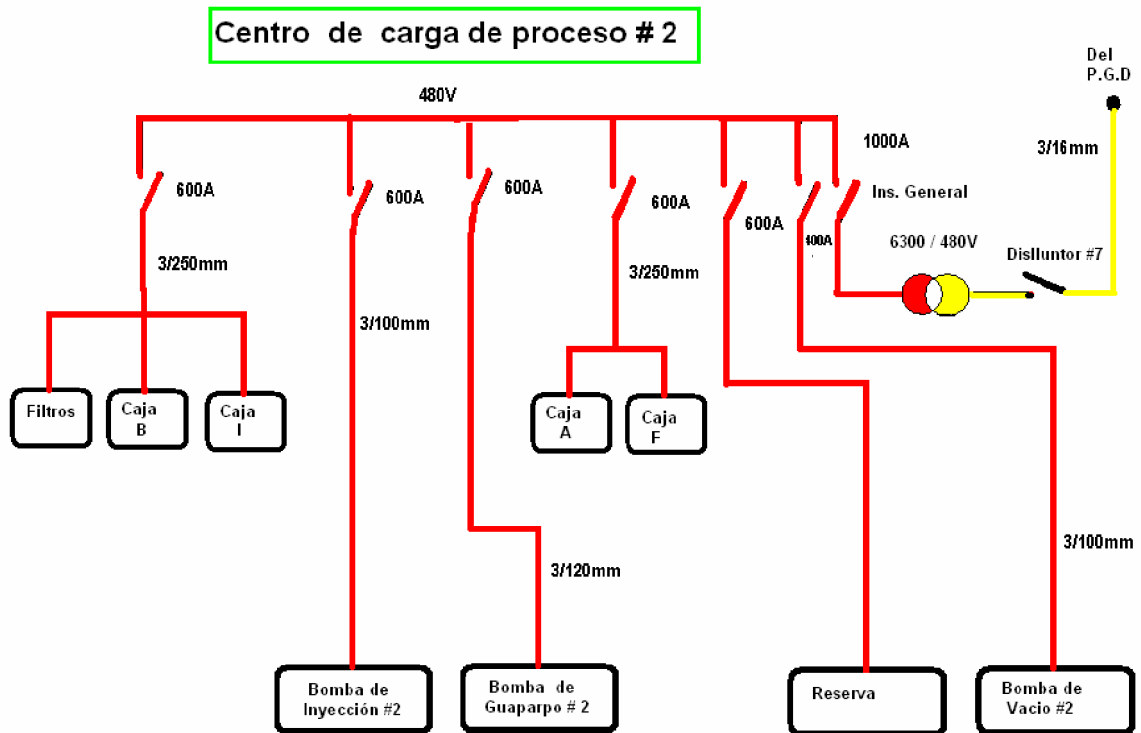 Centro de carga de proceso # 2
Del
P.G.D
480V
3/16mm
1000A
600A
600A
600A
600A
600A
400A
Ins. General
6300 / 480V
Dislluntor #7
3/250mm
3/250mm
3/100mm
Filtros
Caja
B
Caja
I
Caja
A
Caja
F
3/100mm
3/120mm
Bomba de
Inyección #2
Bomba de
Guaparpo # 2
Reserva
Bomba de
Vacio #2